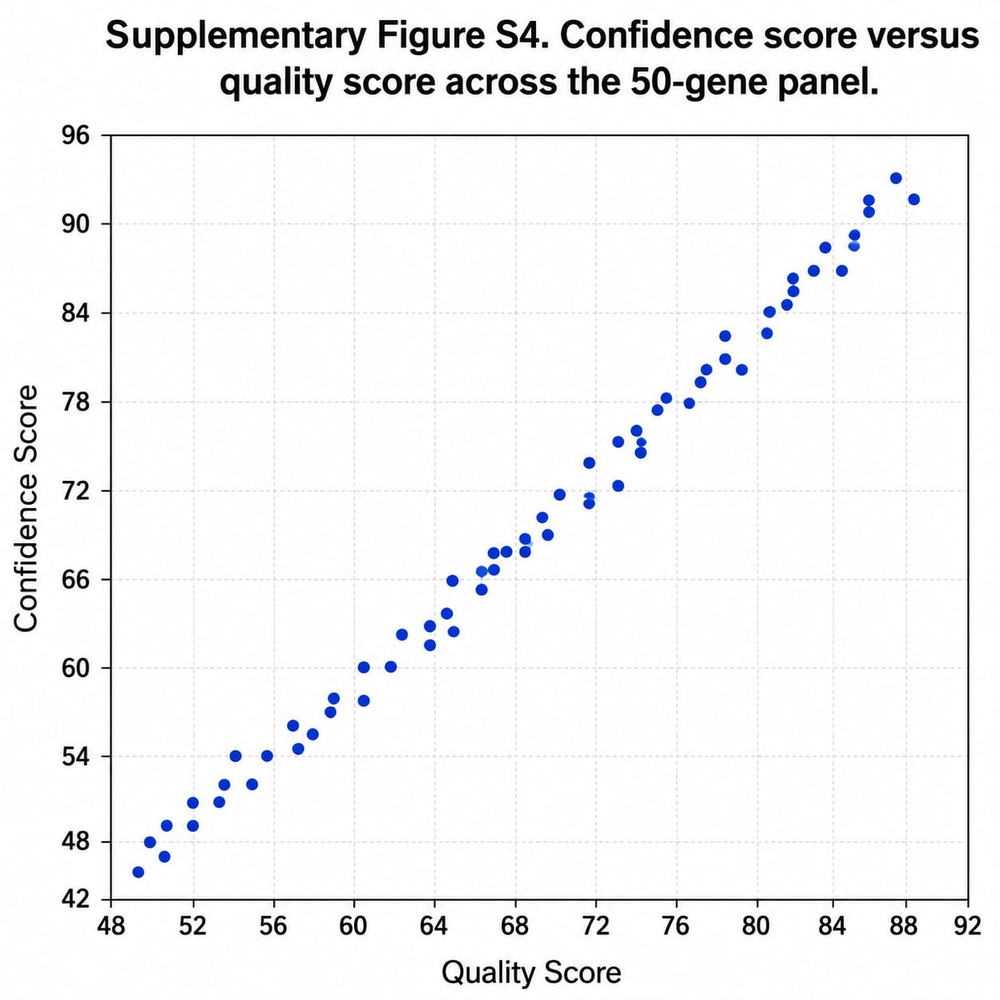 Supplementary Figure S4. Confidence score versus
quality score across the 50-gene panel.
96
90
84
78
72
66
60
54
48
42
Confidence Score
48 52 56 60 64 68 72 76 80 84 88 92
Quality Score